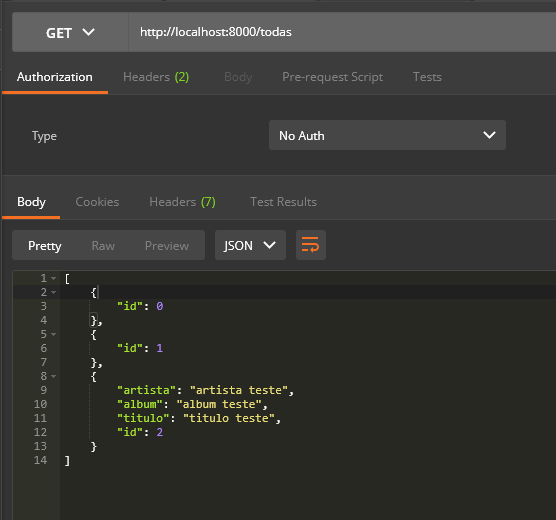 GET http://localhost:8000/todas
Authorization Headers (2) Body Pre-request Script Tests
Type No Auth
Body Cookies Headers (7) Test Results
Pretty Raw Preview JSON
1 [
2 {
3 "id": 0
4 },
5 {
6 "id": 1
7 },
8 {
9 "artista": "artista teste",
10 "album": "album teste",
11 "titulo": "titulo teste",
12 "id": 2
13 }
14 ]